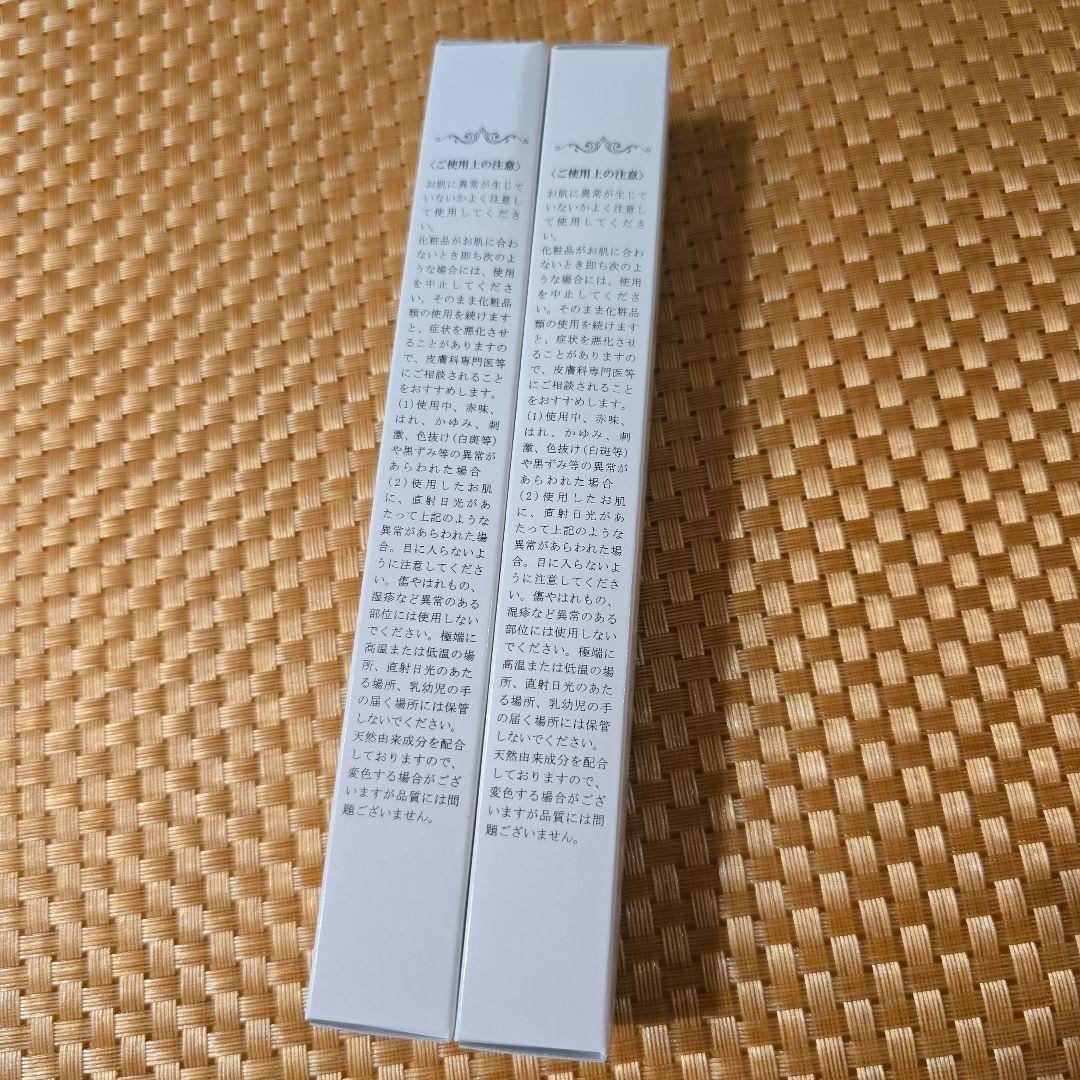 〈ご使用上の注意〉
お肌に異常が生じて
いないかよく注意し
て使用してくださ
い。
化粧品がお肌に合わ
ないとき即ち次のよ
うな場合には、使用
を中止してくださ
い。そのまま化粧品
類の使用を続けます
と、症状を悪化させ
ることがありますの
で、皮膚科専門医等
にご相談されること
をおすすめします。
(1)使用中、赤味、
はれ、かゆみ、刺
激、色抜け(白斑等)
や黒ずみ等の異常が
あらわれた場合
(2)使用したお肌
に、直射日光があ
たって上記のような
異常があらわれた場
合。目に入らないよ
うに注意してくださ
い。傷やはれもの、
湿疹など異常のある
部位には使用しない
でください。極端に
高温または低温の場
所、直射日光のあた
る場所、乳幼児の手
の届く場所には保管
しないでください。
天然由来成分を配合
しておりますので、
変色する場合がござ
いますが品質には問
題ございません。
〈ご使用上の注意〉
お肌に異常が生じて
いないかよく注意し
て使用してくださ
い。
化粧品がお肌に合わ
ないとき即ち次のよ
うな場合には、使用
を中止してくださ
い。そのまま化粧品
類の使用を続けます
と、症状を悪化させ
ることがありますの
で、皮膚科専門医等
にご相談されること
をおすすめします。
(1)使用中、赤味、
はれ、かゆみ、刺
激、色抜け(白斑等)
や黒ずみ等の異常が
あらわれた場合
(2)使用したお肌
に、直射日光があ
たって上記のような
異常があらわれた場
合。目に入らないよ
うに注意してくださ
い。傷やはれもの、
湿疹など異常のある
部位には使用しない
でください。極端に
高温または低温の場
所、直射日光のあた
る場所、乳幼児の手
の届く場所には保管
しないでください。
天然由来成分を配合
しておりますので、
変色する場合がござ
いますが品質には問
題ございません。